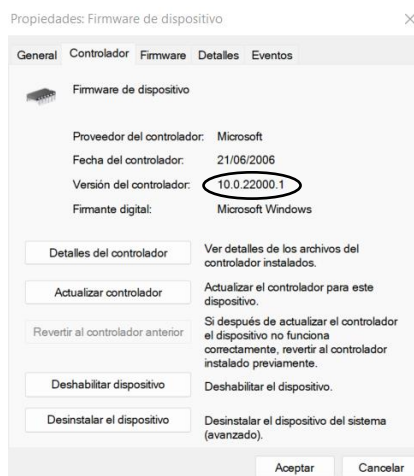 Propiedades: Firmware de dispositivo
General Controlador Firmware Detalles Eventos
Firmware de dispositivo
Proveedor del controlador: Microsoft
Fecha del controlador: 21/06/2006
Versión del controlador: 10.0.22000.1
Firmante digital: Microsoft Windows
Detalles del controlador
Ver detalles de los archivos del
controlador instalados.
Actualizar controlador
Actualizar el controlador para este
dispositivo.
Revertir al controlador anterior
Si después de actualizar el controlador
el dispositivo no funciona
correctamente, revertir al controlador
instalado previamente.
Deshabilitar dispositivo
Deshabilitar el dispositivo.
Desinstalar el dispositivo
Desinstalar el dispositivo del sistema
(avanzado).
Aceptar Cancelar